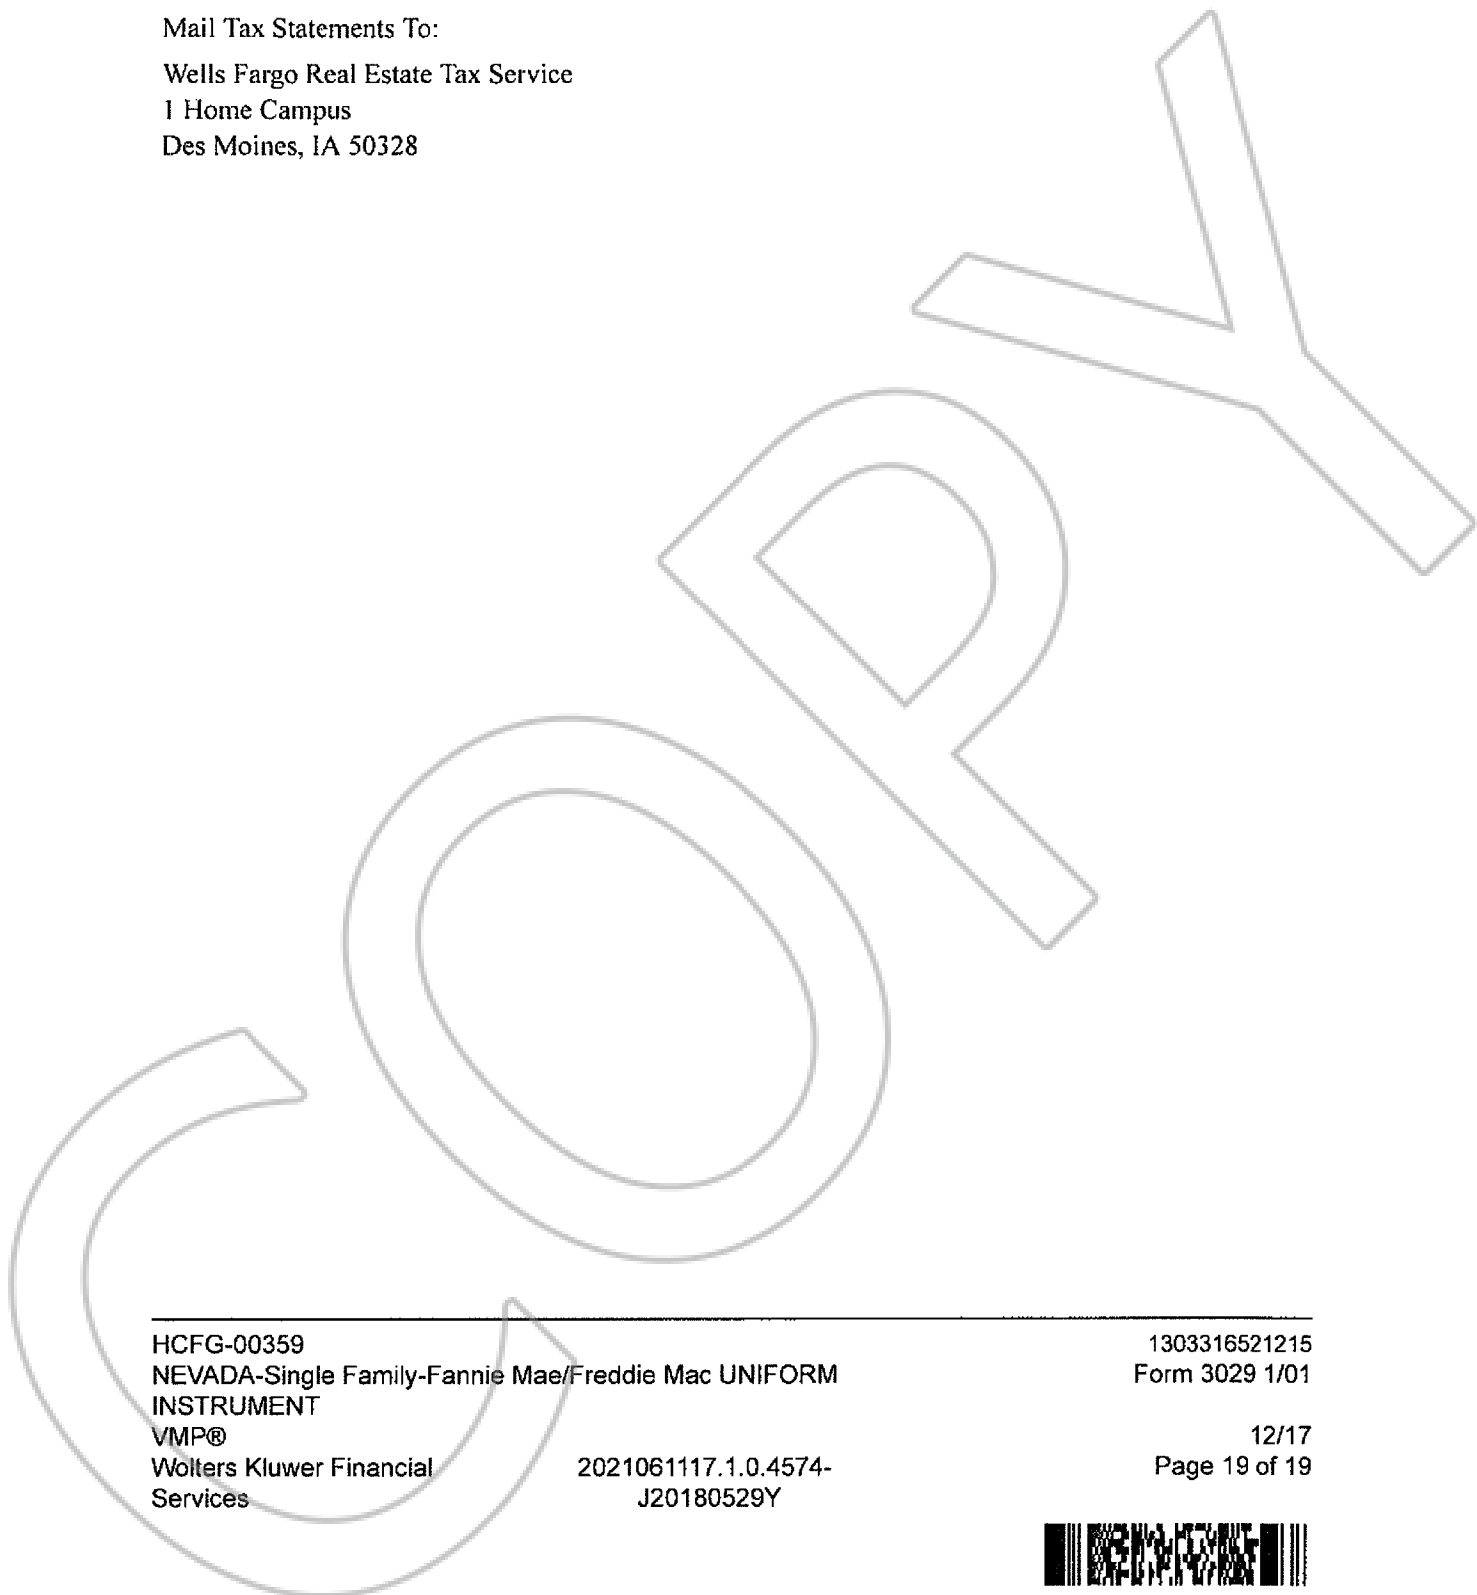 Mail Tax Statements To:
Wells Fargo Real Estate Tax Service
1 Home Campus
Des Moines, IA 50328
COPY
HCFG-00359
1303316521215
NEVADA-Single Family-Fannie Mae/Freddie Mac UNIFORM
Form 3029 1/01
INSTRUMENT
VMP®
12/17
Wolters Kluwer Financial
2021061117.1.0.4574-
Page 19 of 19
Services
J20180529Y